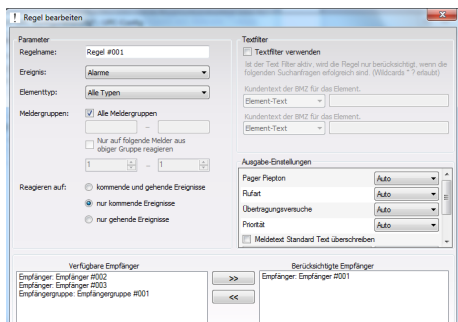 Regel bearbeiten
Parameter
Regelname:
Regel #001
Ereignis:
Alarme
Elementtyp:
Alle Typen
Meldergruppen:
Alle Meldergruppen
–
Nur auf folgende Melder aus
obiger Gruppe reagieren
1 – 1
Reagieren auf:
kommende und gehende Ereignisse
nur kommende Ereignisse
nur gehende Ereignisse
Textfilter
Textfilter verwenden
Ist der Text Filter aktiv, wird die Regel nur berücksichtigt, wenn die
folgenden Suchanfragen erfolgreich sind. (Wildcards * ? erlaubt)
Kundentext der BMZ für das Element.
Element-Text
Kundentext der BMZ für das Element.
Element-Text
Ausgabe-Einstellungen
Pager Piepton
Auto
Rufart
Auto
Übertragungsversuche
Auto
Priorität
Auto
Meldetext Standard Text überschreiben
Verfügbare Empfänger
Empfänger: Empfänger #002
Empfänger: Empfänger #003
Empfängergruppe: Empfängergruppe #001
>>
<<
Berücksichtigte Empfänger
Empfänger: Empfänger #001